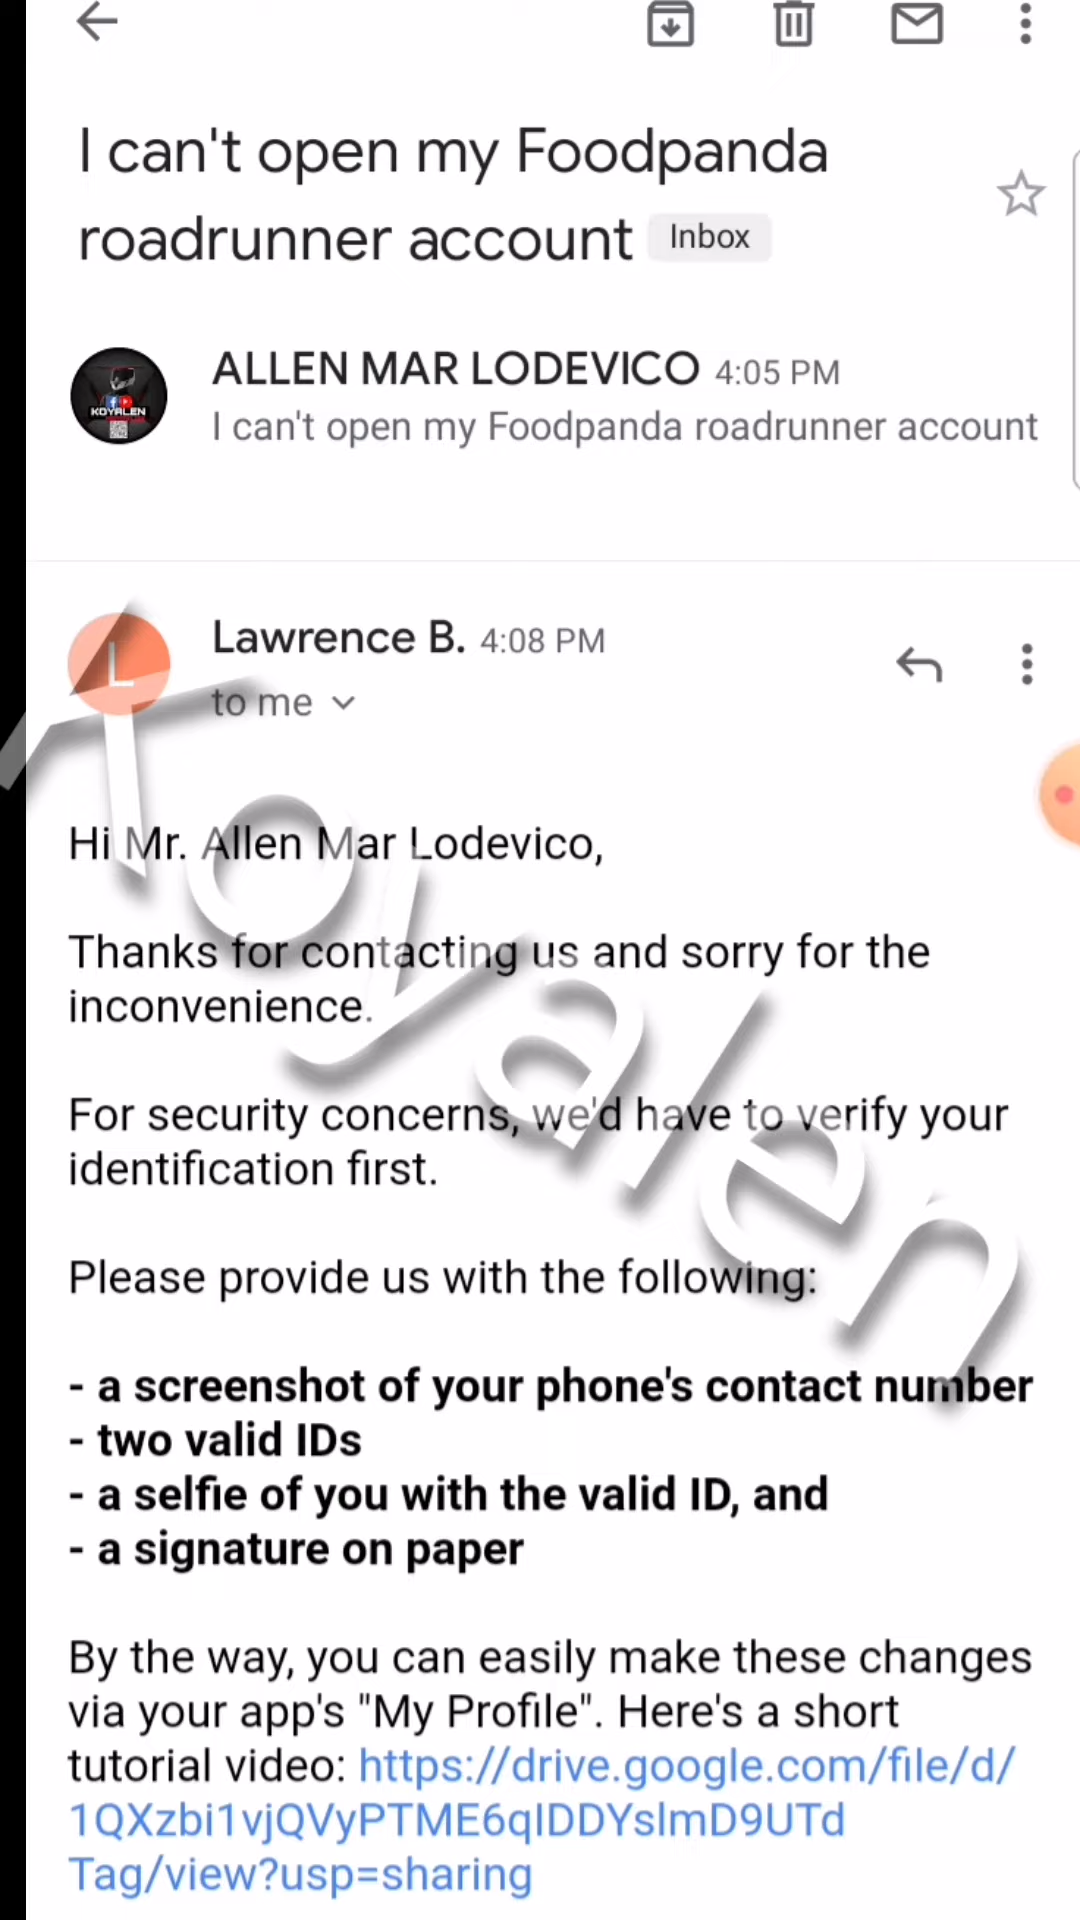 I can't open my Foodpanda
roadrunner account Inbox
ALLEN MAR LODEVICO 4:05 PM
I can't open my Foodpanda roadrunner account
KOYALEN
L
Lawrence B. 4:08 PM
to me
Hi Mr. Allen Mar Lodevico,
Thanks for contacting us and sorry for the
inconvenience.
For security concerns, we'd have to verify your
identification first.
Please provide us with the following:
- a screenshot of your phone's contact number
- two valid IDs
- a selfie of you with the valid ID, and
- a signature on paper
By the way, you can easily make these changes
via your app's "My Profile". Here's a short
tutorial video: https://drive.google.com/file/d/
1QXzbi1vjQVyPTME6qIDDYslmD9UTd
Tag/view?usp=sharing
Koyalen